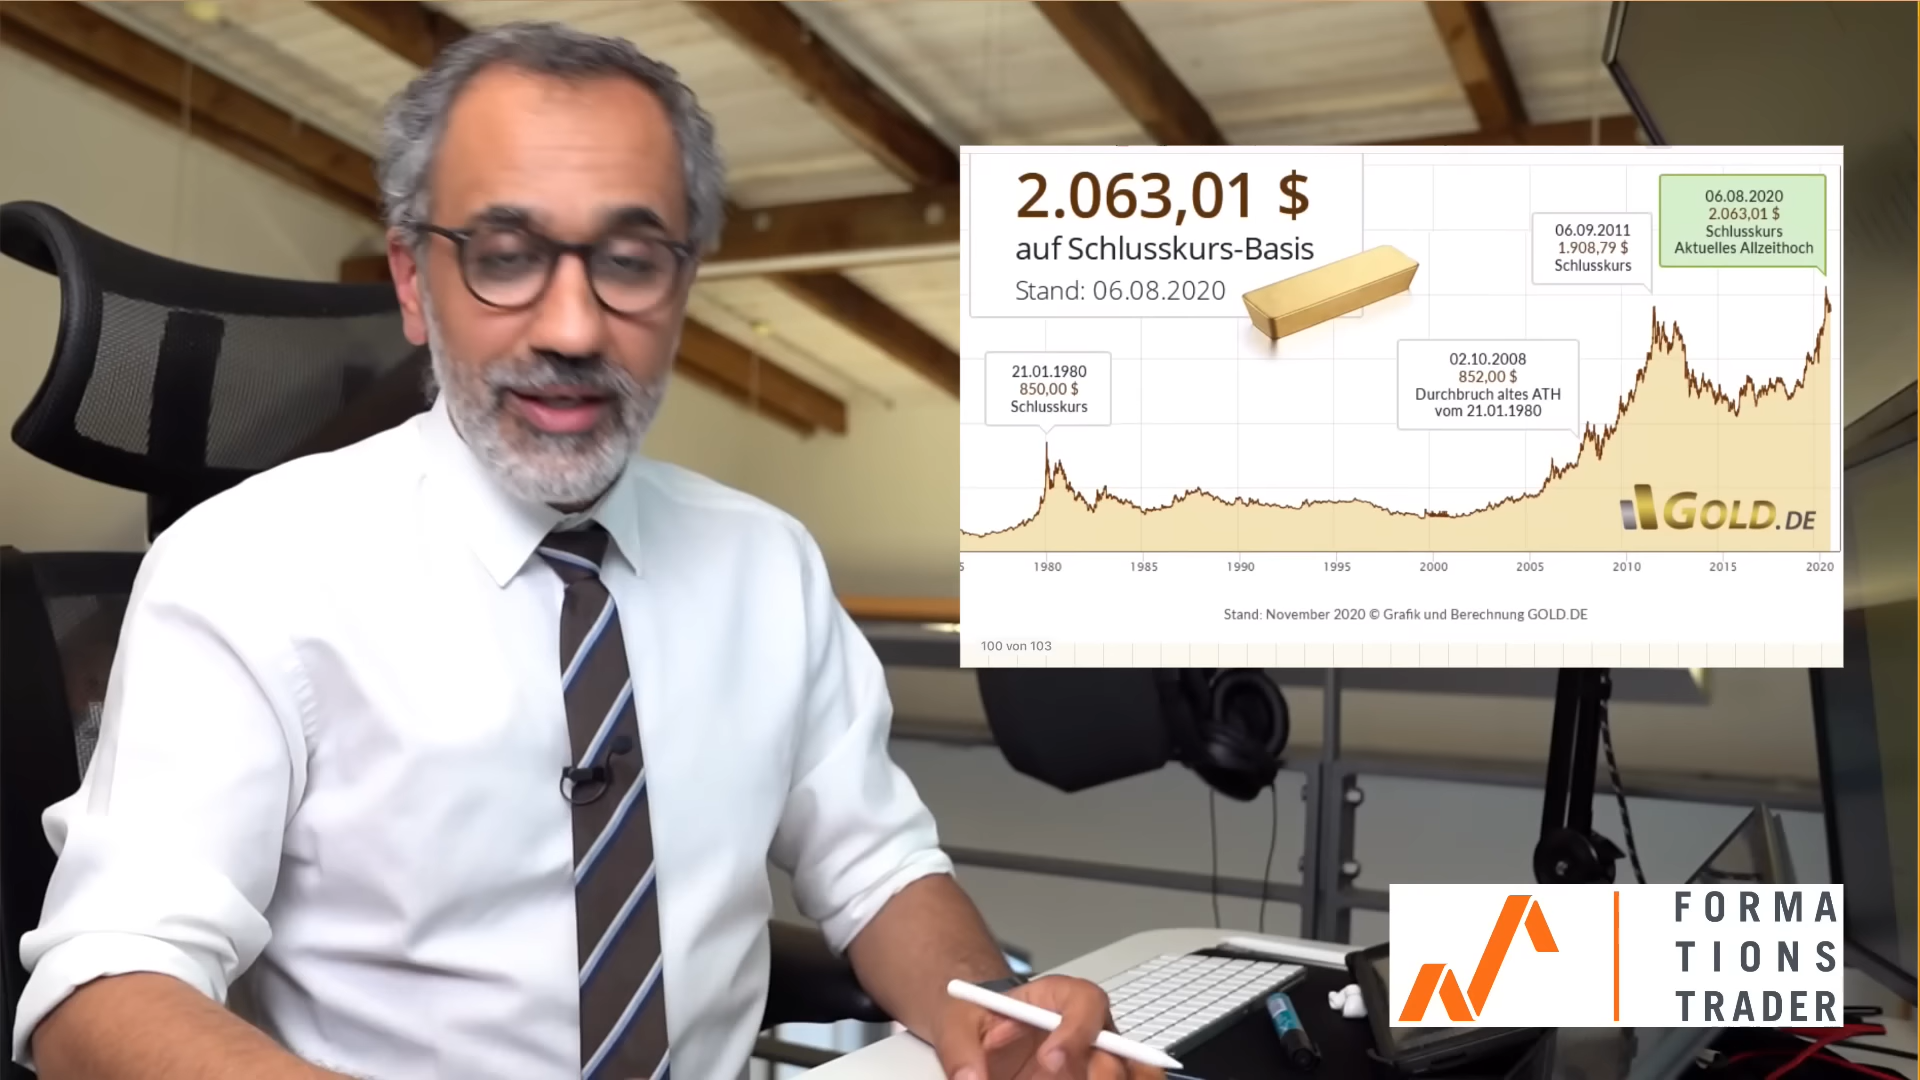 2.063,01 $
auf Schlusskurs-Basis
Stand: 06.08.2020
06.08.2020
2.063,01 $
Schlusskurs
Aktuelles Allzeithoch
06.09.2011
1.908,79 $
Schlusskurs
02.10.2008
852,00 $
Durchbruch altes ATH
vom 21.01.1980
21.01.1980
850,00 $
Schlusskurs
GOLD.DE
5 1980 1985 1990 1995 2000 2005 2010 2015 2020
Stand: November 2020 © Grafik und Berechnung GOLD.DE
100 von 103
FORMA
TIONS
TRADER